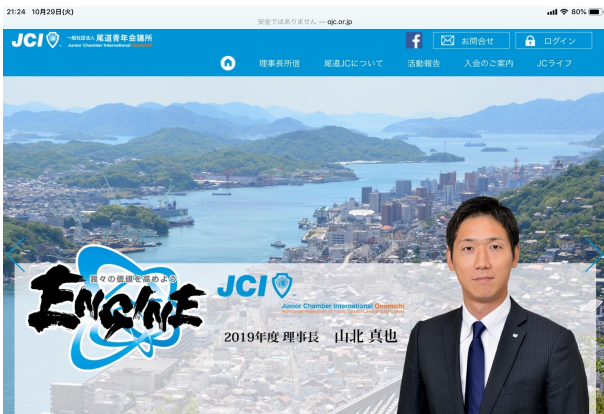 21:24 10月29日(火)
80%
安全ではありません — ojc.or.jp
JCI
一般社団法人 尾道青年会議所
Junior Chamber International Onomichi
f
お問合せ
ログイン
理事長所信 尾道JCについて 活動報告 入会のご案内 JCライフ
我々の価値を高めよう
ENGINE
JCI
Junior Chamber International Onomichi
2019年度 理事長 山北 真也